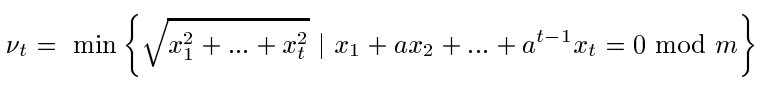 ν_t = min { √(x_1^2 + ... + x_t^2) | x_1 + ax_2 + ... + a^{t−1}x_t = 0 mod m }